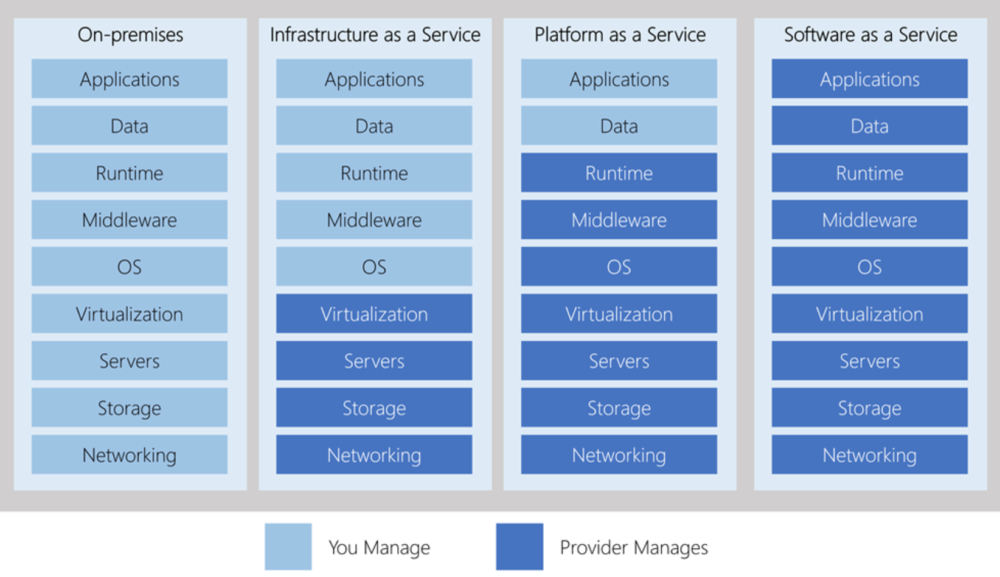 On-premises
Applications
Data
Runtime
Middleware
OS
Virtualization
Servers
Storage
Networking
Infrastructure as a Service
Applications
Data
Runtime
Middleware
OS
Virtualization
Servers
Storage
Networking
Platform as a Service
Applications
Data
Runtime
Middleware
OS
Virtualization
Servers
Storage
Networking
Software as a Service
Applications
Data
Runtime
Middleware
OS
Virtualization
Servers
Storage
Networking
You Manage
Provider Manages